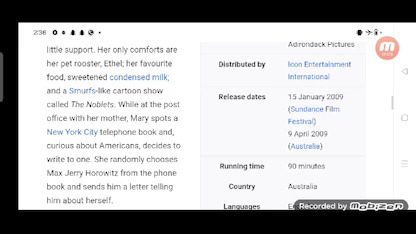 2:36
little support. Her only comforts are
her pet rooster, Ethel; her favourite
food, sweetened condensed milk;
and a Smurfs-like cartoon show
called The Noblets. While at the post
office with her mother, Mary spots a
New York City telephone book and,
curious about Americans, decides to
write to one. She randomly chooses
Max Jerry Horowitz from the phone
book and sends him a letter telling
him about herself.
Adirondack Pictures
Distributed by
Icon Entertainment
International
Release dates
15 January 2009
(Sundance Film
Festival)
9 April 2009
(Australia)
Running time
90 minutes
Country
Australia
Languages
Recorded by Mobizen